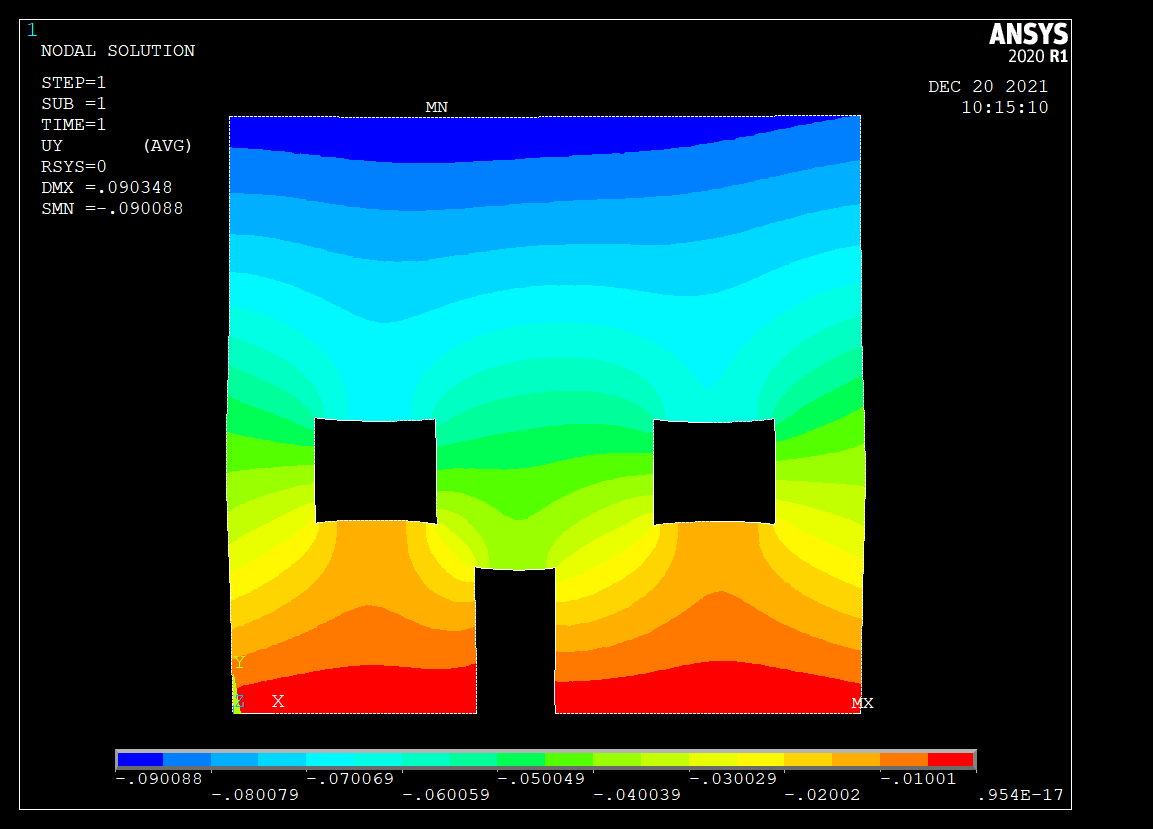 1
ANSYS
2020 R1
NODAL SOLUTION
STEP=1
SUB =1
TIME=1
UY (AVG)
RSYS=0
DMX =.090348
SMN =-.090088
DEC 20 2021
10:15:10
MN
Y
Z X
MX
-.090088 -.070069 -.050049 -.030029 -.01001
-.080079 -.060059 -.040039 -.02002 .954E-17